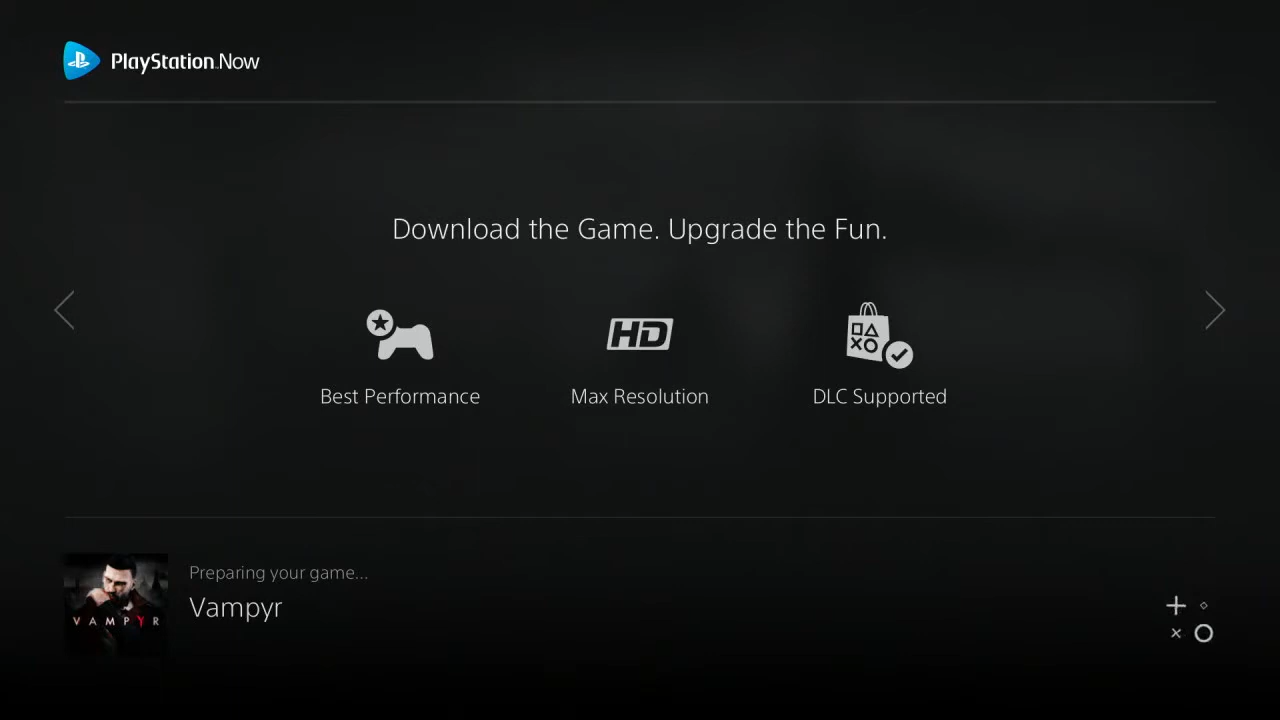 PlayStation Now
Download the Game. Upgrade the Fun.
HD
Best Performance
Max Resolution
DLC Supported
VAMPYR
Preparing your game...
Vampyr